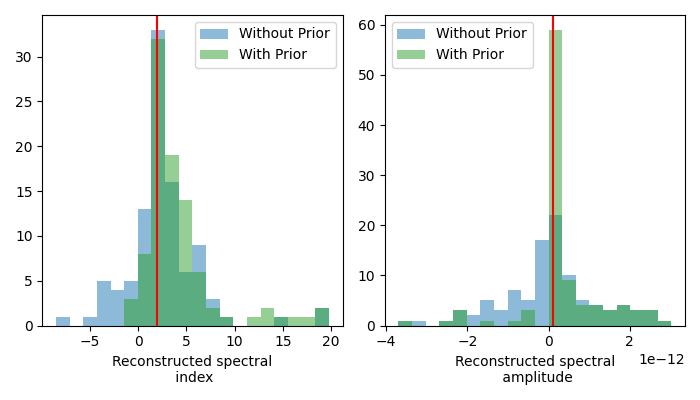 Without Prior
With Prior
30
25
20
15
10
5
0
−5
0
5
10
15
20
Reconstructed spectral
index
Without Prior
With Prior
60
50
40
30
20
10
0
−4
−2
0
2
1e−12
Reconstructed spectral
amplitude